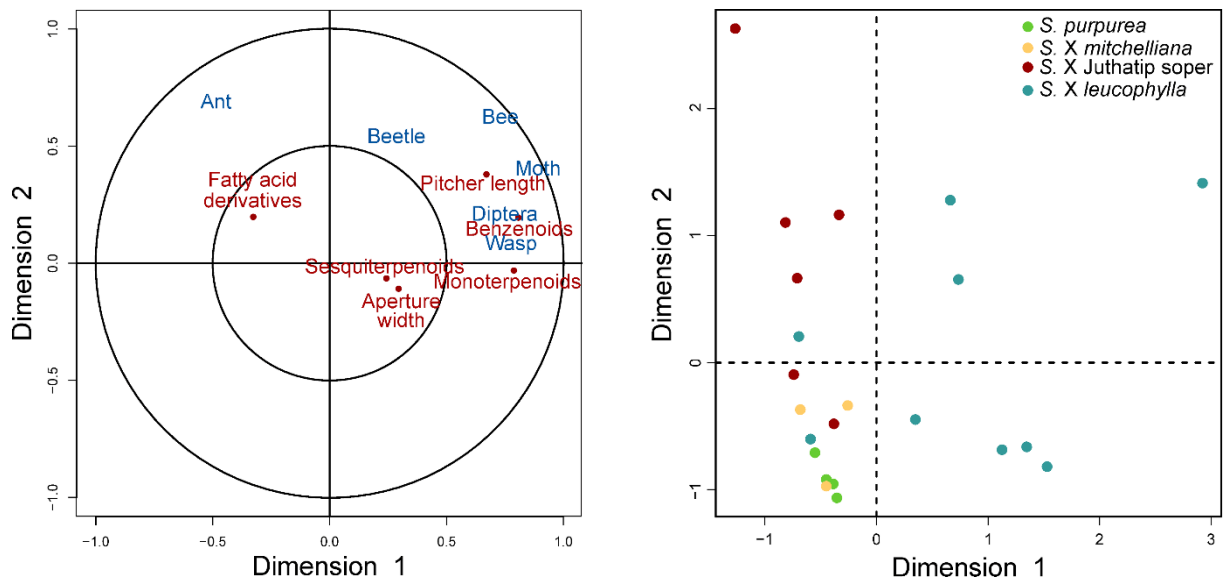 1.0
0.5
0.0
−0.5
−1.0
Dimension 2
Ant
Bee
Beetle
Moth
Fatty acid
derivatives
Pitcher length
Diptera
Benzenoids
Wasp
Sesquiterpenoids
Monoterpenoids
Aperture
width
−1.0 −0.5 0.0 0.5 1.0
Dimension 1
S. purpurea
S. X mitchelliana
S. X Juthatip soper
S. X leucophylla
2
1
0
−1
Dimension 2
−1 0 1 2 3
Dimension 1